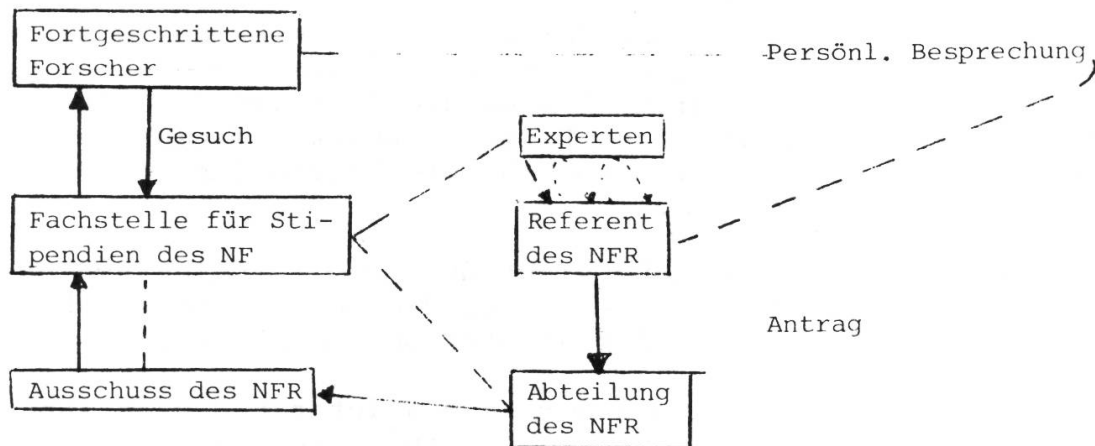 Fortgeschrittene
Forscher
Persönl. Besprechung
Gesuch
Experten
Fachstelle für Sti-
pendien des NF
Referent
des NFR
Antrag
Ausschuss des NFR
Abteilung
des NFR